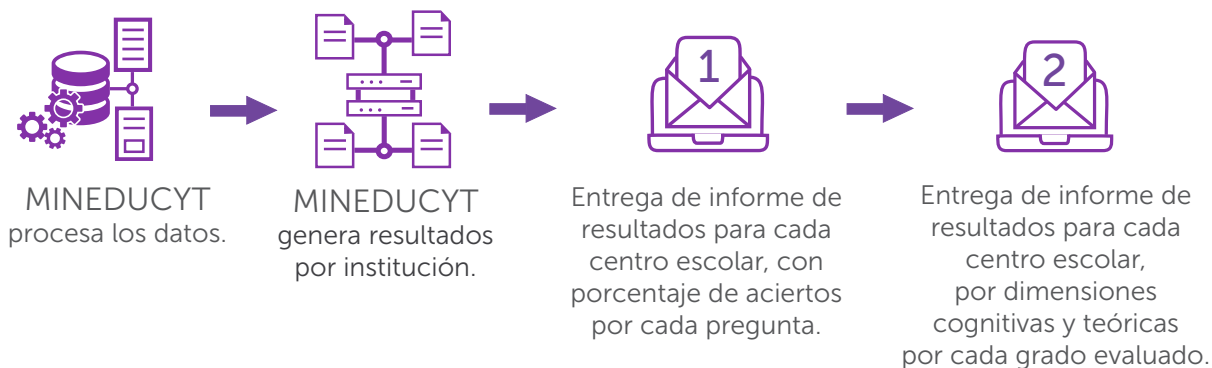 MINEDUCYT
procesa los datos.
MINEDUCYT
genera resultados
por institución.
1
Entrega de informe de
resultados para cada
centro escolar, con
porcentaje de aciertos
por cada pregunta.
2
Entrega de informe de
resultados para cada
centro escolar,
por dimensiones
cognitivas y teóricas
por cada grado evaluado.